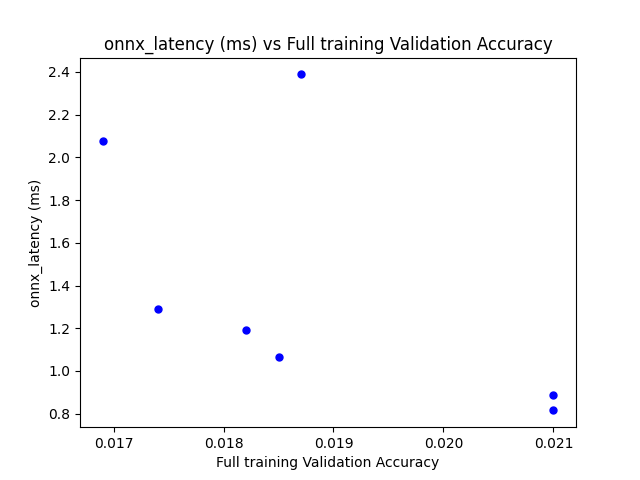 onnx_latency (ms) vs Full training Validation Accuracy
2.4
2.2
2.0
1.8
1.6
1.4
1.2
1.0
0.8
onnx_latency (ms)
0.017 0.018 0.019 0.020 0.021
Full training Validation Accuracy